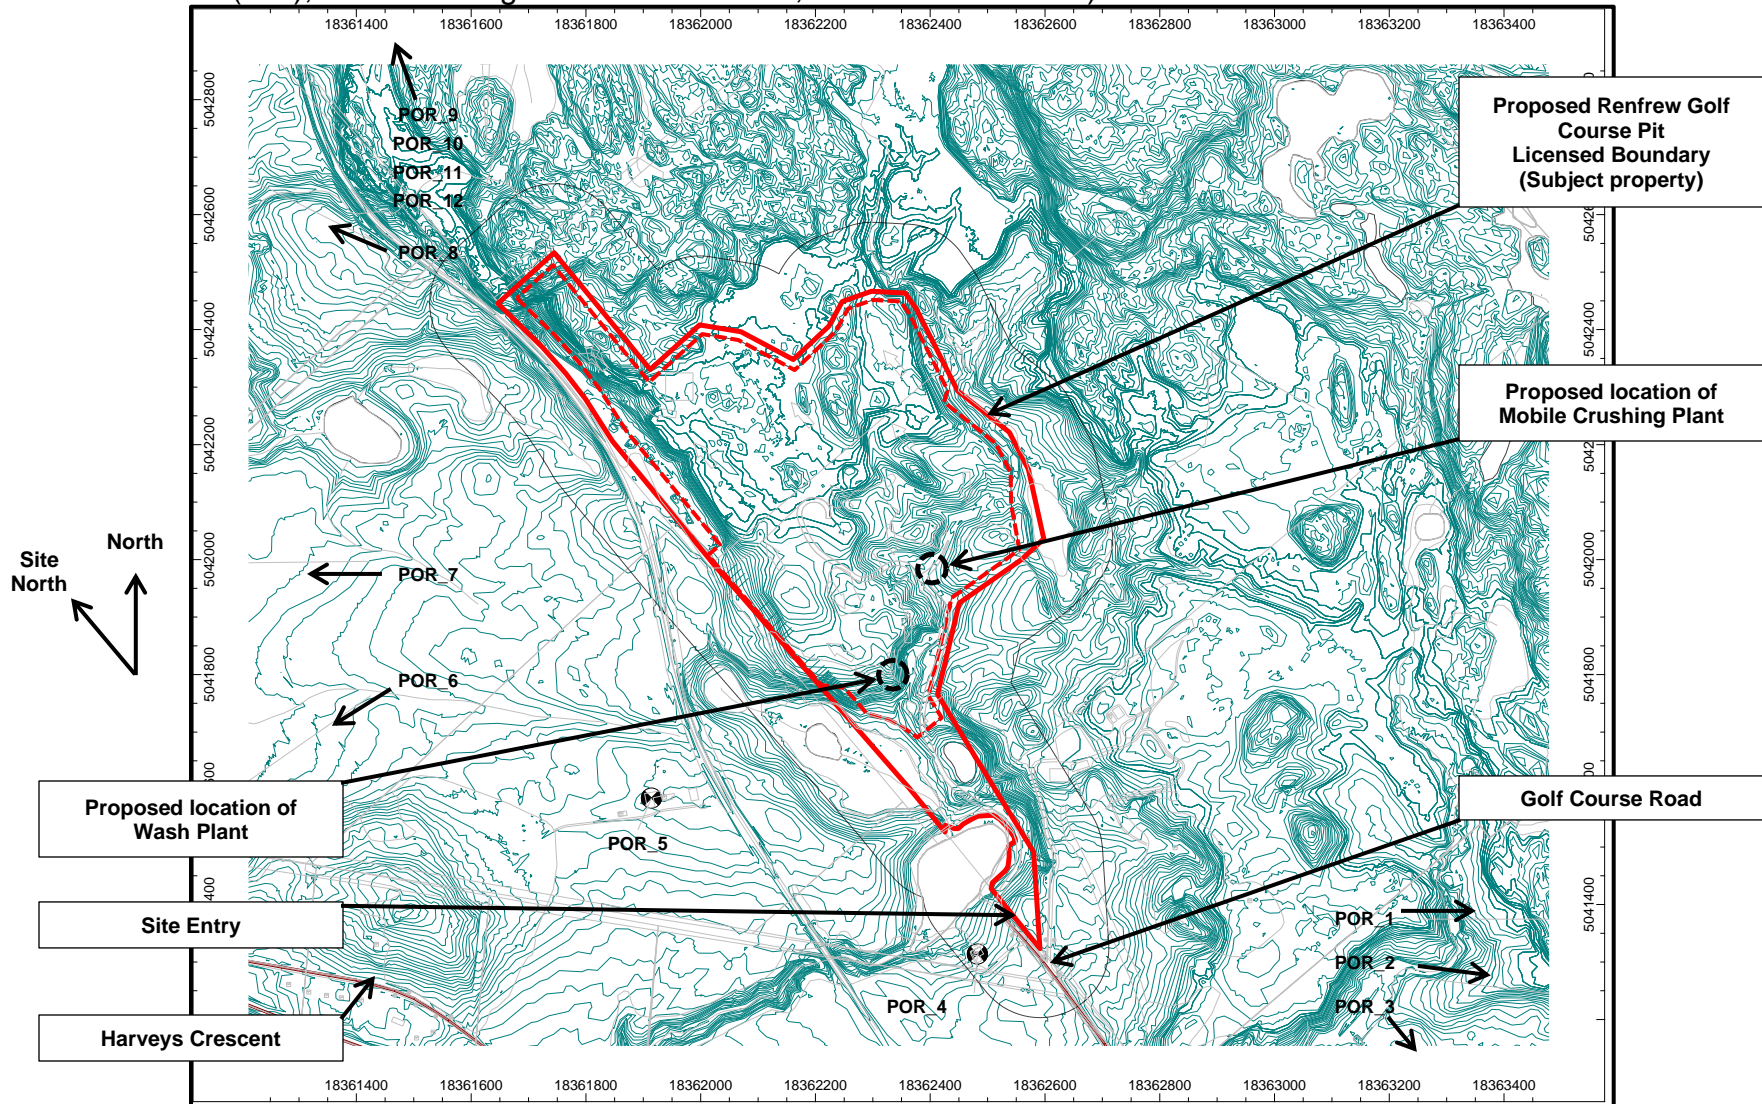 18361400 18361600 18361800 18362000 18362200 18362400 18362600 18362800 18363000 18363200 18363400
5042800
5042600
5042400
5042200
5042000
5041800
POR_9
POR_10
POR_11
POR_12
POR_8
POR_7
POR_6
POR_5
POR_4
POR_1
POR_2
POR_3
Site
North
North
Proposed Renfrew Golf
Course Pit
Licensed Boundary
(Subject property)
Proposed location of
Mobile Crushing Plant
Golf Course Road
Proposed location of
Wash Plant
Site Entry
Harveys Crescent
5042400
5042000
5041800
5041400
18361400 18361600 18361800 18362000 18362200 18362400 18362600 18362800 18363000 18363200 18363400